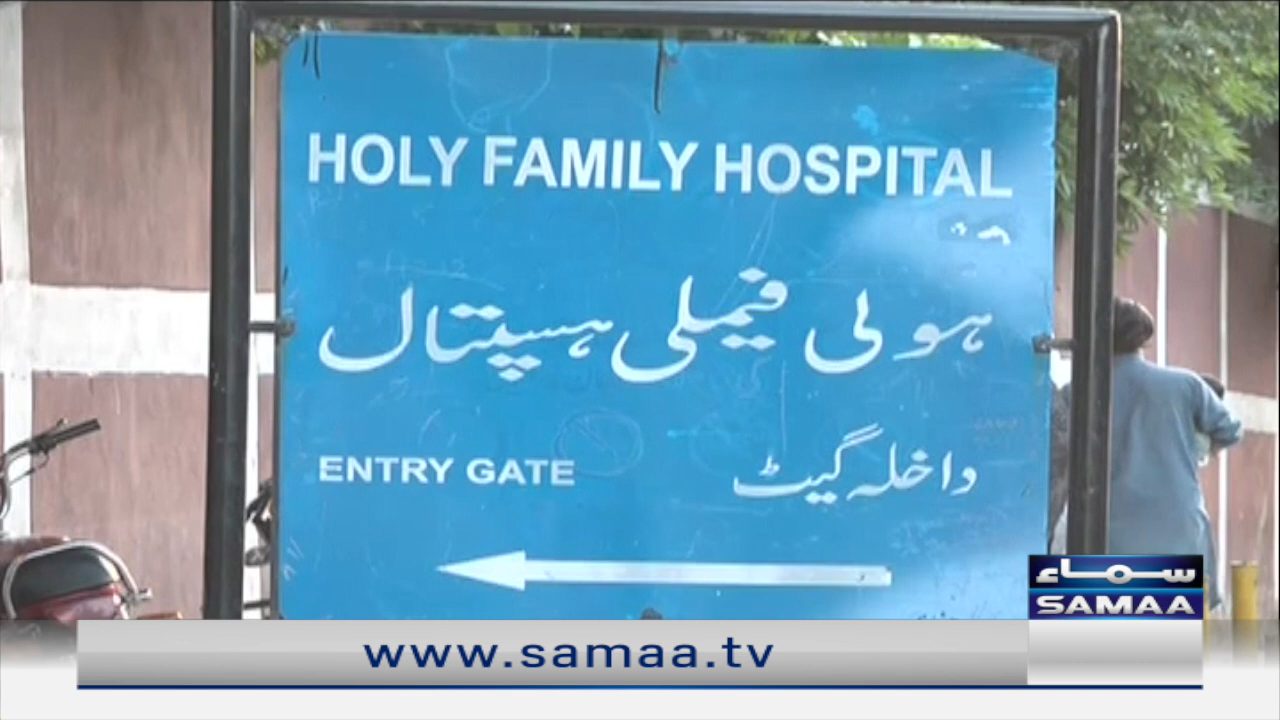 HOLY FAMILY HOSPITAL
ہولی فیملی ہسپتال
ENTRY GATE
داخلہ گیٹ
سماء
SAMAA
www.samaa.tv